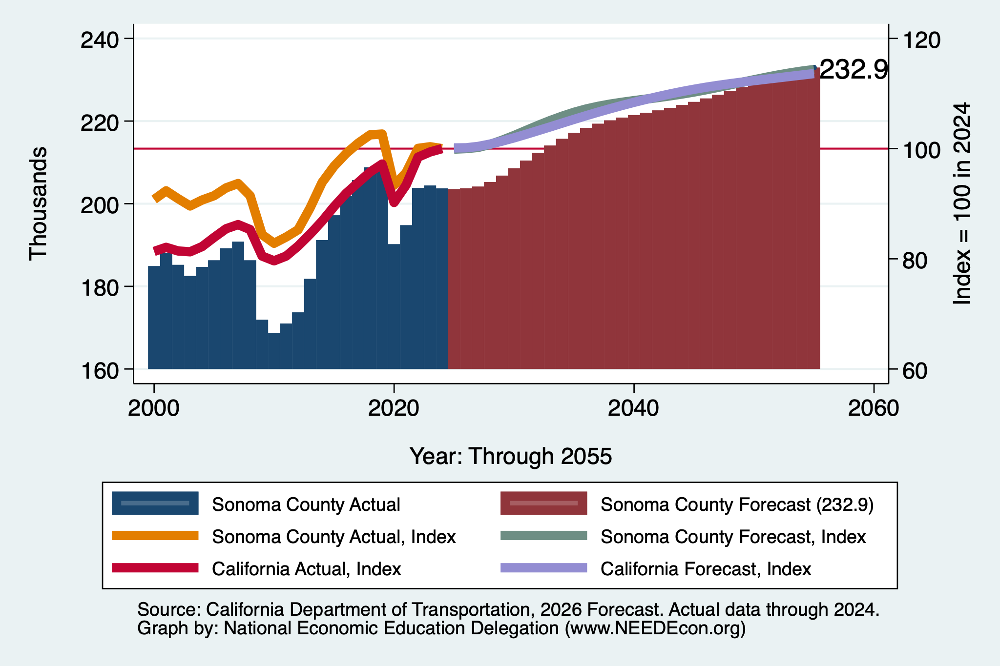 240
220
200
180
160
Thousands
120
100
80
60
Index = 100 in 2024
232.9
2000
2020
2040
2060
Year: Through 2055
Sonoma County Actual
Sonoma County Forecast (232.9)
Sonoma County Actual, Index
Sonoma County Forecast, Index
California Actual, Index
California Forecast, Index
Source: California Department of Transportation, 2026 Forecast. Actual data through 2024.
Graph by: National Economic Education Delegation (www.NEEDEcon.org)